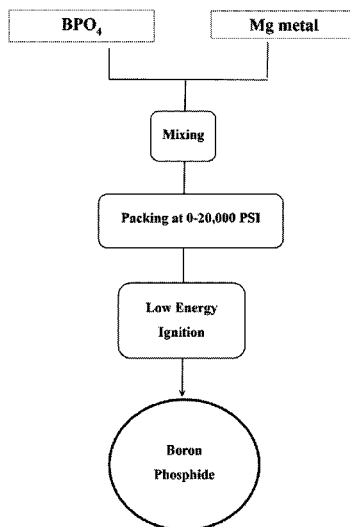 BPO₄
Mg metal
Mixing
Packing at 0-20,000 PSI
Low Energy
Ignition
Boron
Phosphide